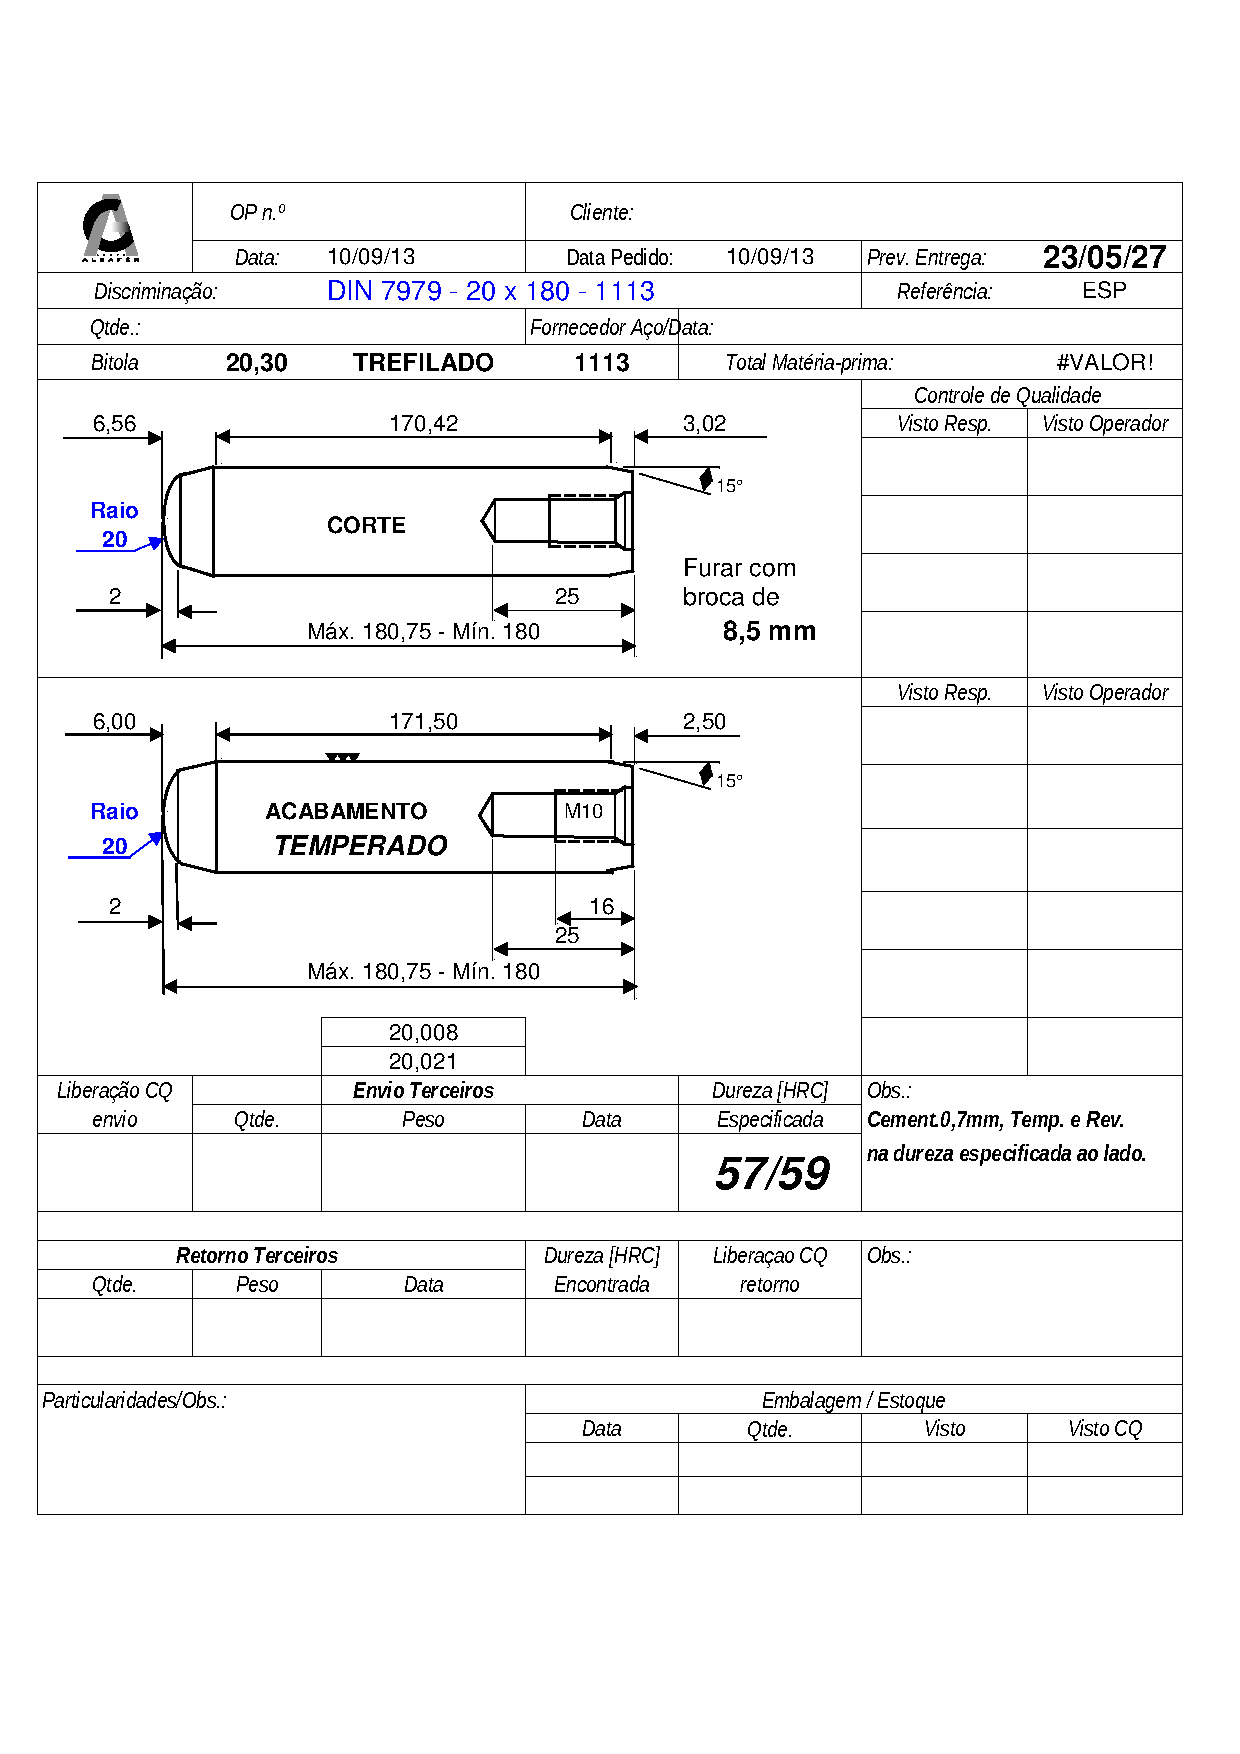 ALBAFER
OP n.º Cliente:
Data: 10/09/13 Data Pedido: 10/09/13 Prev. Entrega: 23/05/27
Discriminação: DIN 7979 - 20 x 180 - 1113 Referência: ESP
Qtde.: Fornecedor Aço/Data:
Bitola 20,30 TREFILADO 1113 Total Matéria-prima: #VALOR!
Controle de Qualidade
6,56 170,42 3,02 Visto Resp. Visto Operador
15°
Raio
CORTE
20
Furar com
2 25 broca de
Máx. 180,75 - Mín. 180 8,5 mm
Visto Resp. Visto Operador
6,00 171,50 2,50
15°
Raio ACABAMENTO M10
20 TEMPERADO
2 16
25
Máx. 180,75 - Mín. 180
20,008
20,021
Liberação CQ Envio Terceiros Dureza [HRC] Obs.:
envio Qtde. Peso Data Especificada Cement.0,7mm, Temp. e Rev.
na dureza especificada ao lado.
57/59
Retorno Terceiros Dureza [HRC] Liberaçao CQ Obs.:
Qtde. Peso Data Encontrada retorno
Particularidades/Obs.: Embalagem / Estoque
Data Qtde. Visto Visto CQ